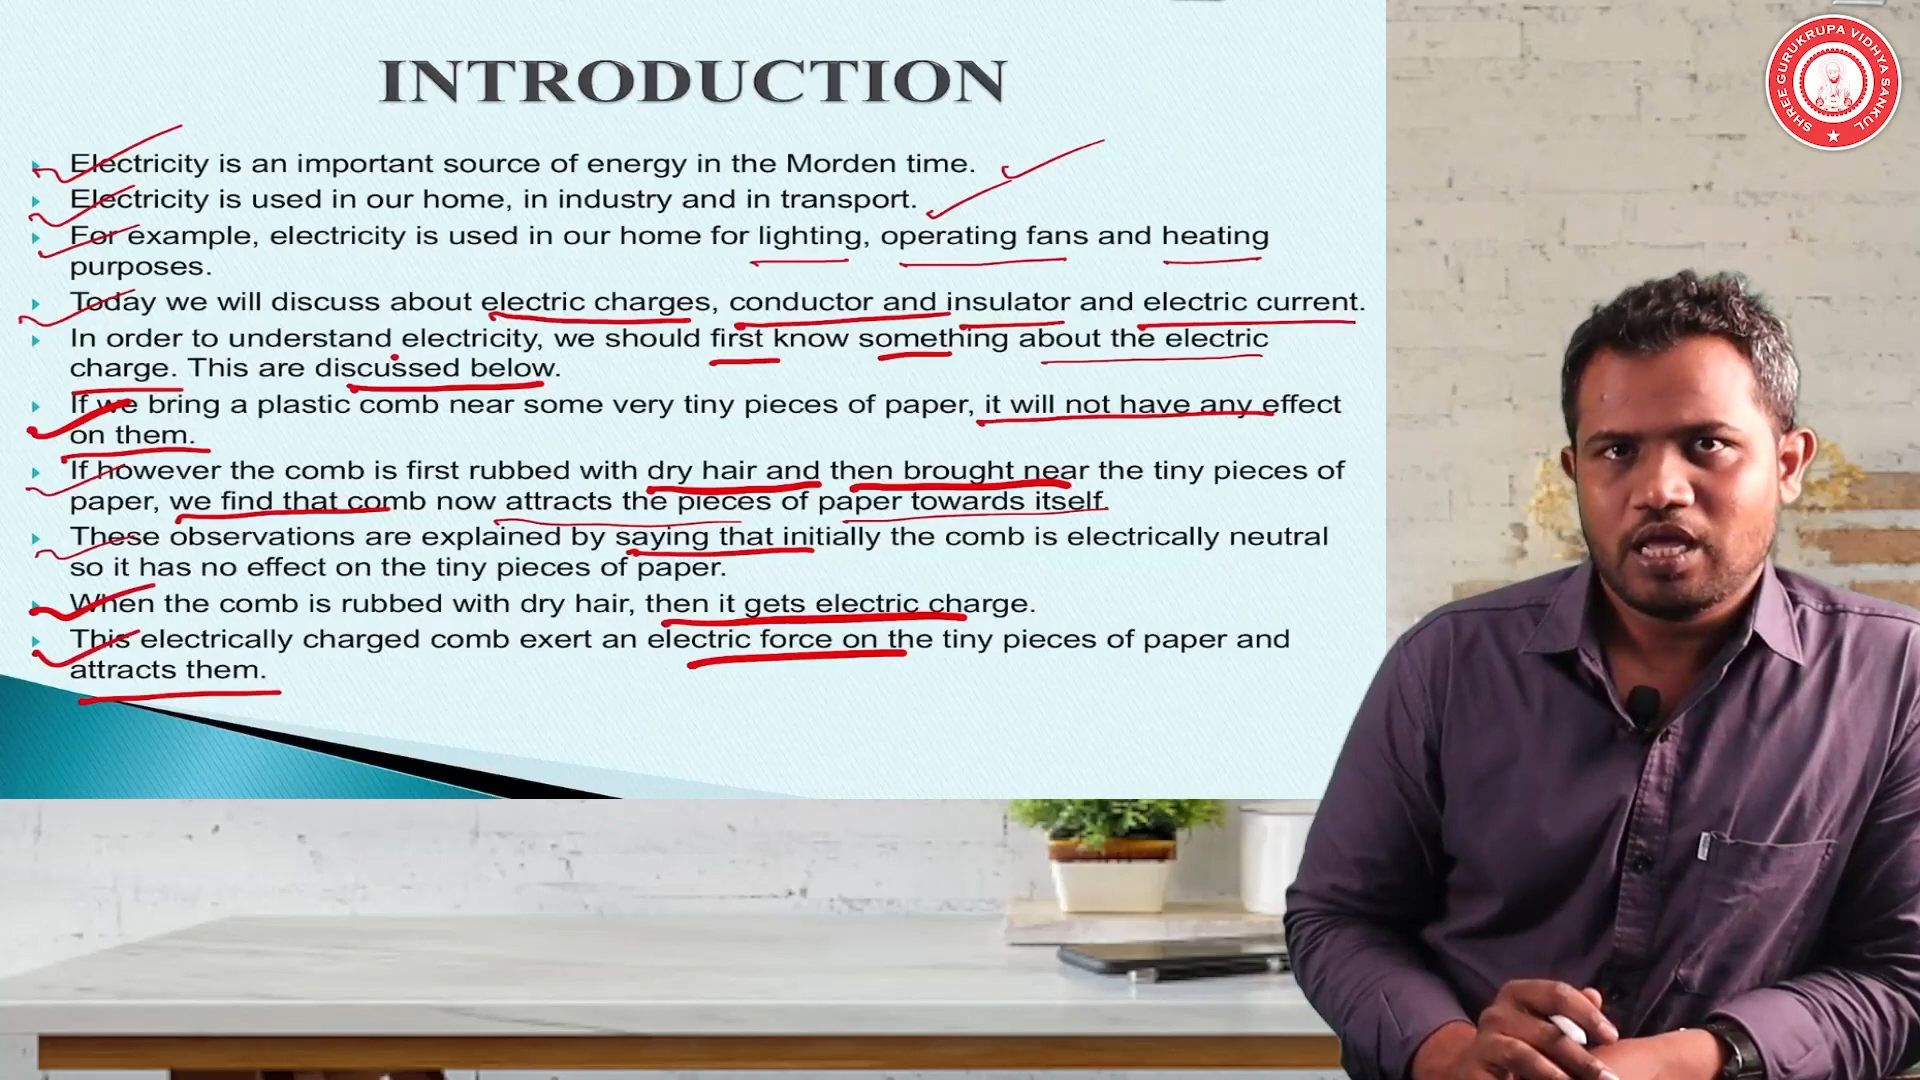 INTRODUCTION
Electricity is an important source of energy in the Morden time.
Electricity is used in our home, in industry and in transport.
For example, electricity is used in our home for lighting, operating fans and heating
purposes.
Today we will discuss about electric charges, conductor and insulator and electric current.
In order to understand electricity, we should first know something about the electric
charge. This are discussed below.
If we bring a plastic comb near some very tiny pieces of paper, it will not have any effect
on them.
If however the comb is first rubbed with dry hair and then brought near the tiny pieces of
paper, we find that comb now attracts the pieces of paper towards itself.
These observations are explained by saying that initially the comb is electrically neutral
so it has no effect on the tiny pieces of paper.
When the comb is rubbed with dry hair, then it gets electric charge.
This electrically charged comb exert an electric force on the tiny pieces of paper and
attracts them.
SHREE GURUKRUPA VIDHYA SANKUL